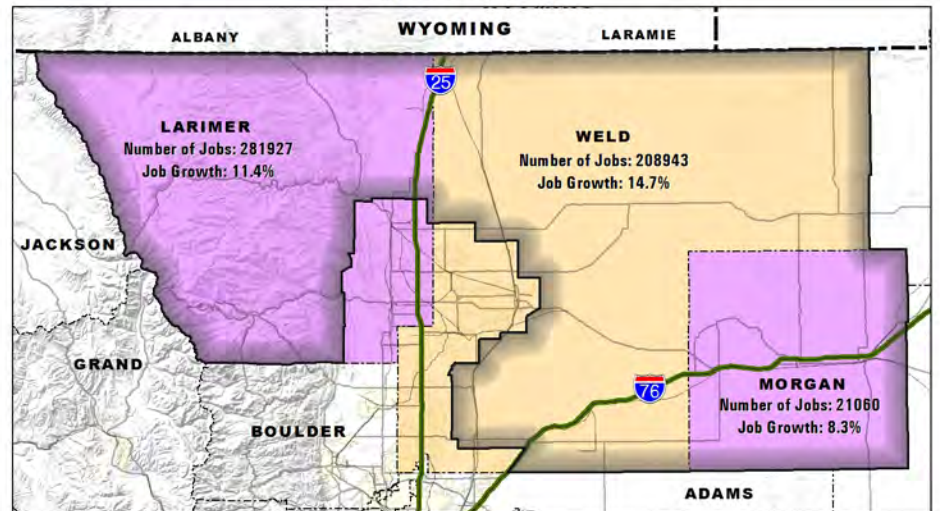 WYOMING
ALBANY
LARAMIE
25
LARIMER
Number of Jobs: 281927
Job Growth: 11.4%
WELD
Number of Jobs: 208943
Job Growth: 14.7%
JACKSON
GRAND
76
MORGAN
Number of Jobs: 21060
Job Growth: 8.3%
BOULDER
ADAMS